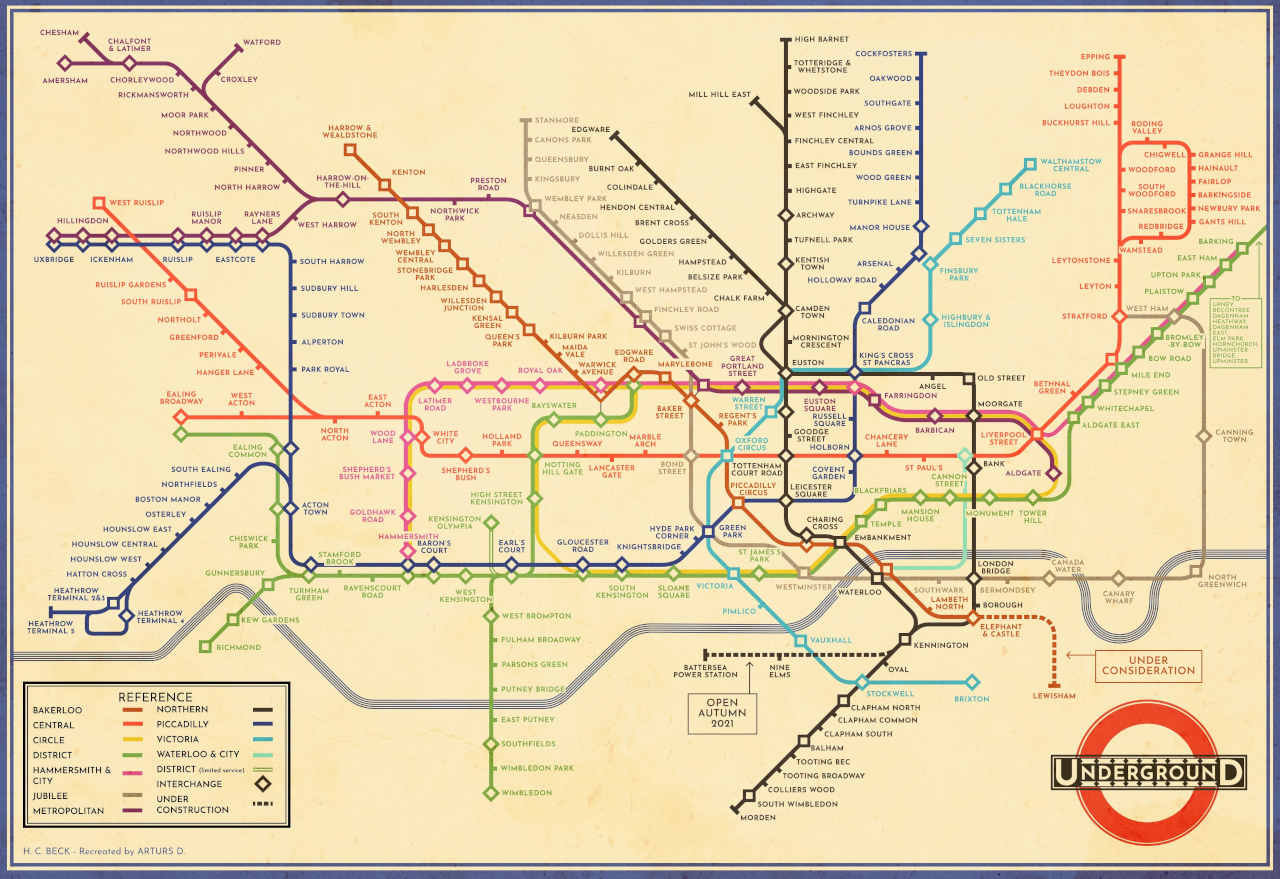 CHESHAM
CHALFONT
& LATIMER
WATFORD
AMERSHAM
CHORLEYWOOD
CROXLEY
RICKMANSWORTH
MOOR PARK
NORTHWOOD
NORTHWOOD HILLS
PINNER
NORTH HARROW
HARROW-ON-
THE-HILL
WEST HARROW
NORTHWICK
PARK
PRESTON
ROAD
HARROW &
WEALDSTONE
KENTON
SOUTH
KENTON
NORTH
WEMBLEY
WEMBLEY
CENTRAL
STONEBRIDGE
PARK
HARLESDEN
WILLESDEN
JUNCTION
KENSAL
GREEN
QUEEN'S
PARK
KILBURN PARK
MAIDA
VALE
WARWICK
AVENUE
EDGWARE
ROAD
MARYLEBONE
STANMORE
CANONS PARK
QUEENSBURY
KINGSBURY
WEMBLEY PARK
NEASDEN
DOLLIS HILL
WILLESDEN GREEN
KILBURN
WEST HAMPSTEAD
FINCHLEY ROAD
SWISS COTTAGE
ST JOHN'S WOOD
EDGWARE
BURNT OAK
COLINDALE
HENDON CENTRAL
BRENT CROSS
GOLDERS GREEN
HAMPSTEAD
BELSIZE PARK
CHALK FARM
MILL HILL EAST
HIGH BARNET
TOTTERIDGE &
WHETSTONE
WOODSIDE PARK
WEST FINCHLEY
FINCHLEY CENTRAL
EAST FINCHLEY
HIGHGATE
ARCHWAY
TUFNELL PARK
KENTISH
TOWN
CAMDEN
TOWN
MORNINGTON
CRESCENT
EUSTON
COCKFOSTERS
OAKWOOD
SOUTHGATE
ARNOS GROVE
BOUNDS GREEN
WOOD GREEN
TURNPIKE LANE
MANOR HOUSE
ARSENAL
HOLLOWAY ROAD
CALEDONIAN
ROAD
KING'S CROSS
ST PANCRAS
WALTHAMSTOW
CENTRAL
BLACKHORSE
ROAD
TOTTENHAM
HALE
SEVEN SISTERS
FINSBURY
PARK
HIGHBURY &
ISLINGDON
EPPING
THEYDON BOIS
DEBDEN
LOUGHTON
BUCKHURST HILL
RODING
VALLEY
CHIGWELL
GRANGE HILL
HAINAULT
FAIRLOP
BARKINGSIDE
NEWBURY PARK
GANTS HILL
WOODFORD
SOUTH
WOODFORD
SNARESBROOK
REDBRIDGE
WANSTEAD
LEYTONSTONE
LEYTON
STRATFORD
BARKING
EAST HAM
UPTON PARK
PLAISTOW
WEST HAM
BROMLEY
-BY-BOW
BOW ROAD
MILE END
STEPNEY GREEN
WHITECHAPEL
ALDGATE EAST
TO
UPNEY,
BECONTREE,
DAGENHAM
HEATHWAY,
DAGENHAM
EAST,
ELM PARK,
HORNCHURCH,
UPMINSTER
BRIDGE,
UPMINSTER
BETHNAL
GREEN
CANNING
TOWN
WEST RUISLIP
HILLINGDON
RUISLIP
MANOR
RAYNERS
LANE
UXBRIDGE
ICKENHAM
RUISLIP
EASTCOTE
RUISLIP GARDENS
SOUTH RUISLIP
NORTHOLT
GREENFORD
PERIVALE
HANGER LANE
SOUTH HARROW
SUDBURY HILL
SUDBURY TOWN
ALPERTON
PARK ROYAL
EALING
BROADWAY
WEST
ACTON
NORTH
ACTON
EAST
ACTON
EALING
COMMON
LADBROKE
GROVE
ROYAL OAK
LATIMER
ROAD
WESTBOURNE
PARK
BAYSWATER
PADDINGTON
WOOD
LANE
WHITE
CITY
HOLLAND
PARK
QUEENSWAY
MARBLE
ARCH
SHEPHERD'S
BUSH
NOTTING
HILL GATE
LANCASTER
GATE
BOND
STREET
SHEPHERD'S
BUSH MARKET
GOLDHAWK
ROAD
HAMMERSMITH
HIGH STREET
KENSINGTON
KENSINGTON
OLYMPIA
BAKER
STREET
GREAT
PORTLAND
STREET
REGENT'S
PARK
WARREN
STREET
OXFORD
CIRCUS
EUSTON
SQUARE
RUSSELL
SQUARE
GOODGE
STREET
TOTTENHAM
COURT ROAD
HOLBORN
COVENT
GARDEN
LEICESTER
SQUARE
PICCADILLY
CIRCUS
FARRINGDON
BARBICAN
ANGEL
OLD STREET
MOORGATE
LIVERPOOL
STREET
CHANCERY
LANE
ST PAUL'S
BANK
CANNON
STREET
ALDGATE
BLACKFRIARS
MANSION
HOUSE
MONUMENT
TOWER
HILL
TEMPLE
CHARING
CROSS
EMBANKMENT
WATERLOO
SOUTH EALING
NORTHFIELDS
BOSTON MANOR
OSTERLEY
HOUNSLOW EAST
HOUNSLOW CENTRAL
HOUNSLOW WEST
HATTON CROSS
HEATHROW
TERMINAL 2&3
HEATHROW
TERMINAL 4
HEATHROW
TERMINAL 5
ACTON
TOWN
CHISWICK
PARK
GUNNERSBURY
KEW GARDENS
RICHMOND
TURNHAM
GREEN
STAMFORD
BROOK
RAVENSCOURT
ROAD
BARON'S
COURT
WEST
KENSINGTON
EARL'S
COURT
GLOUCESTER
ROAD
SOUTH
KENSINGTON
KNIGHTSBRIDGE
SLOANE
SQUARE
HYDE PARK
CORNER
GREEN
PARK
VICTORIA
ST JAMES'S
PARK
WESTMINSTER
PIMLICO
VAUXHALL
STOCKWELL
BRIXTON
WEST BROMPTON
FULHAM BROADWAY
PARSONS GREEN
PUTNEY BRIDGE
EAST PUTNEY
SOUTHFIELDS
WIMBLEDON PARK
WIMBLEDON
SOUTHWARK
LAMBETH
NORTH
LONDON
BRIDGE
BERMONDSEY
CANADA
WATER
CANARY
WHARF
NORTH
GREENWICH
BOROUGH
ELEPHANT
& CASTLE
LEWISHAM
KENNINGTON
OVAL
BATTERSEA
POWER STATION
NINE
ELMS
CLAPHAM NORTH
CLAPHAM COMMON
CLAPHAM SOUTH
BALHAM
TOOTING BEC
TOOTING BROADWAY
COLLIERS WOOD
SOUTH WIMBLEDON
MORDEN
OPEN
AUTUMN
2021
UNDER
CONSIDERATION
UNDERGROUND
REFERENCE
BAKERLOO
CENTRAL
CIRCLE
DISTRICT
HAMMERSMITH &
CITY
JUBILEE
METROPOLITAN
NORTHERN
PICCADILLY
VICTORIA
WATERLOO & CITY
DISTRICT (limited service)
INTERCHANGE
UNDER
CONSTRUCTION
H. C. BECK - Recreated by ARTURS D.